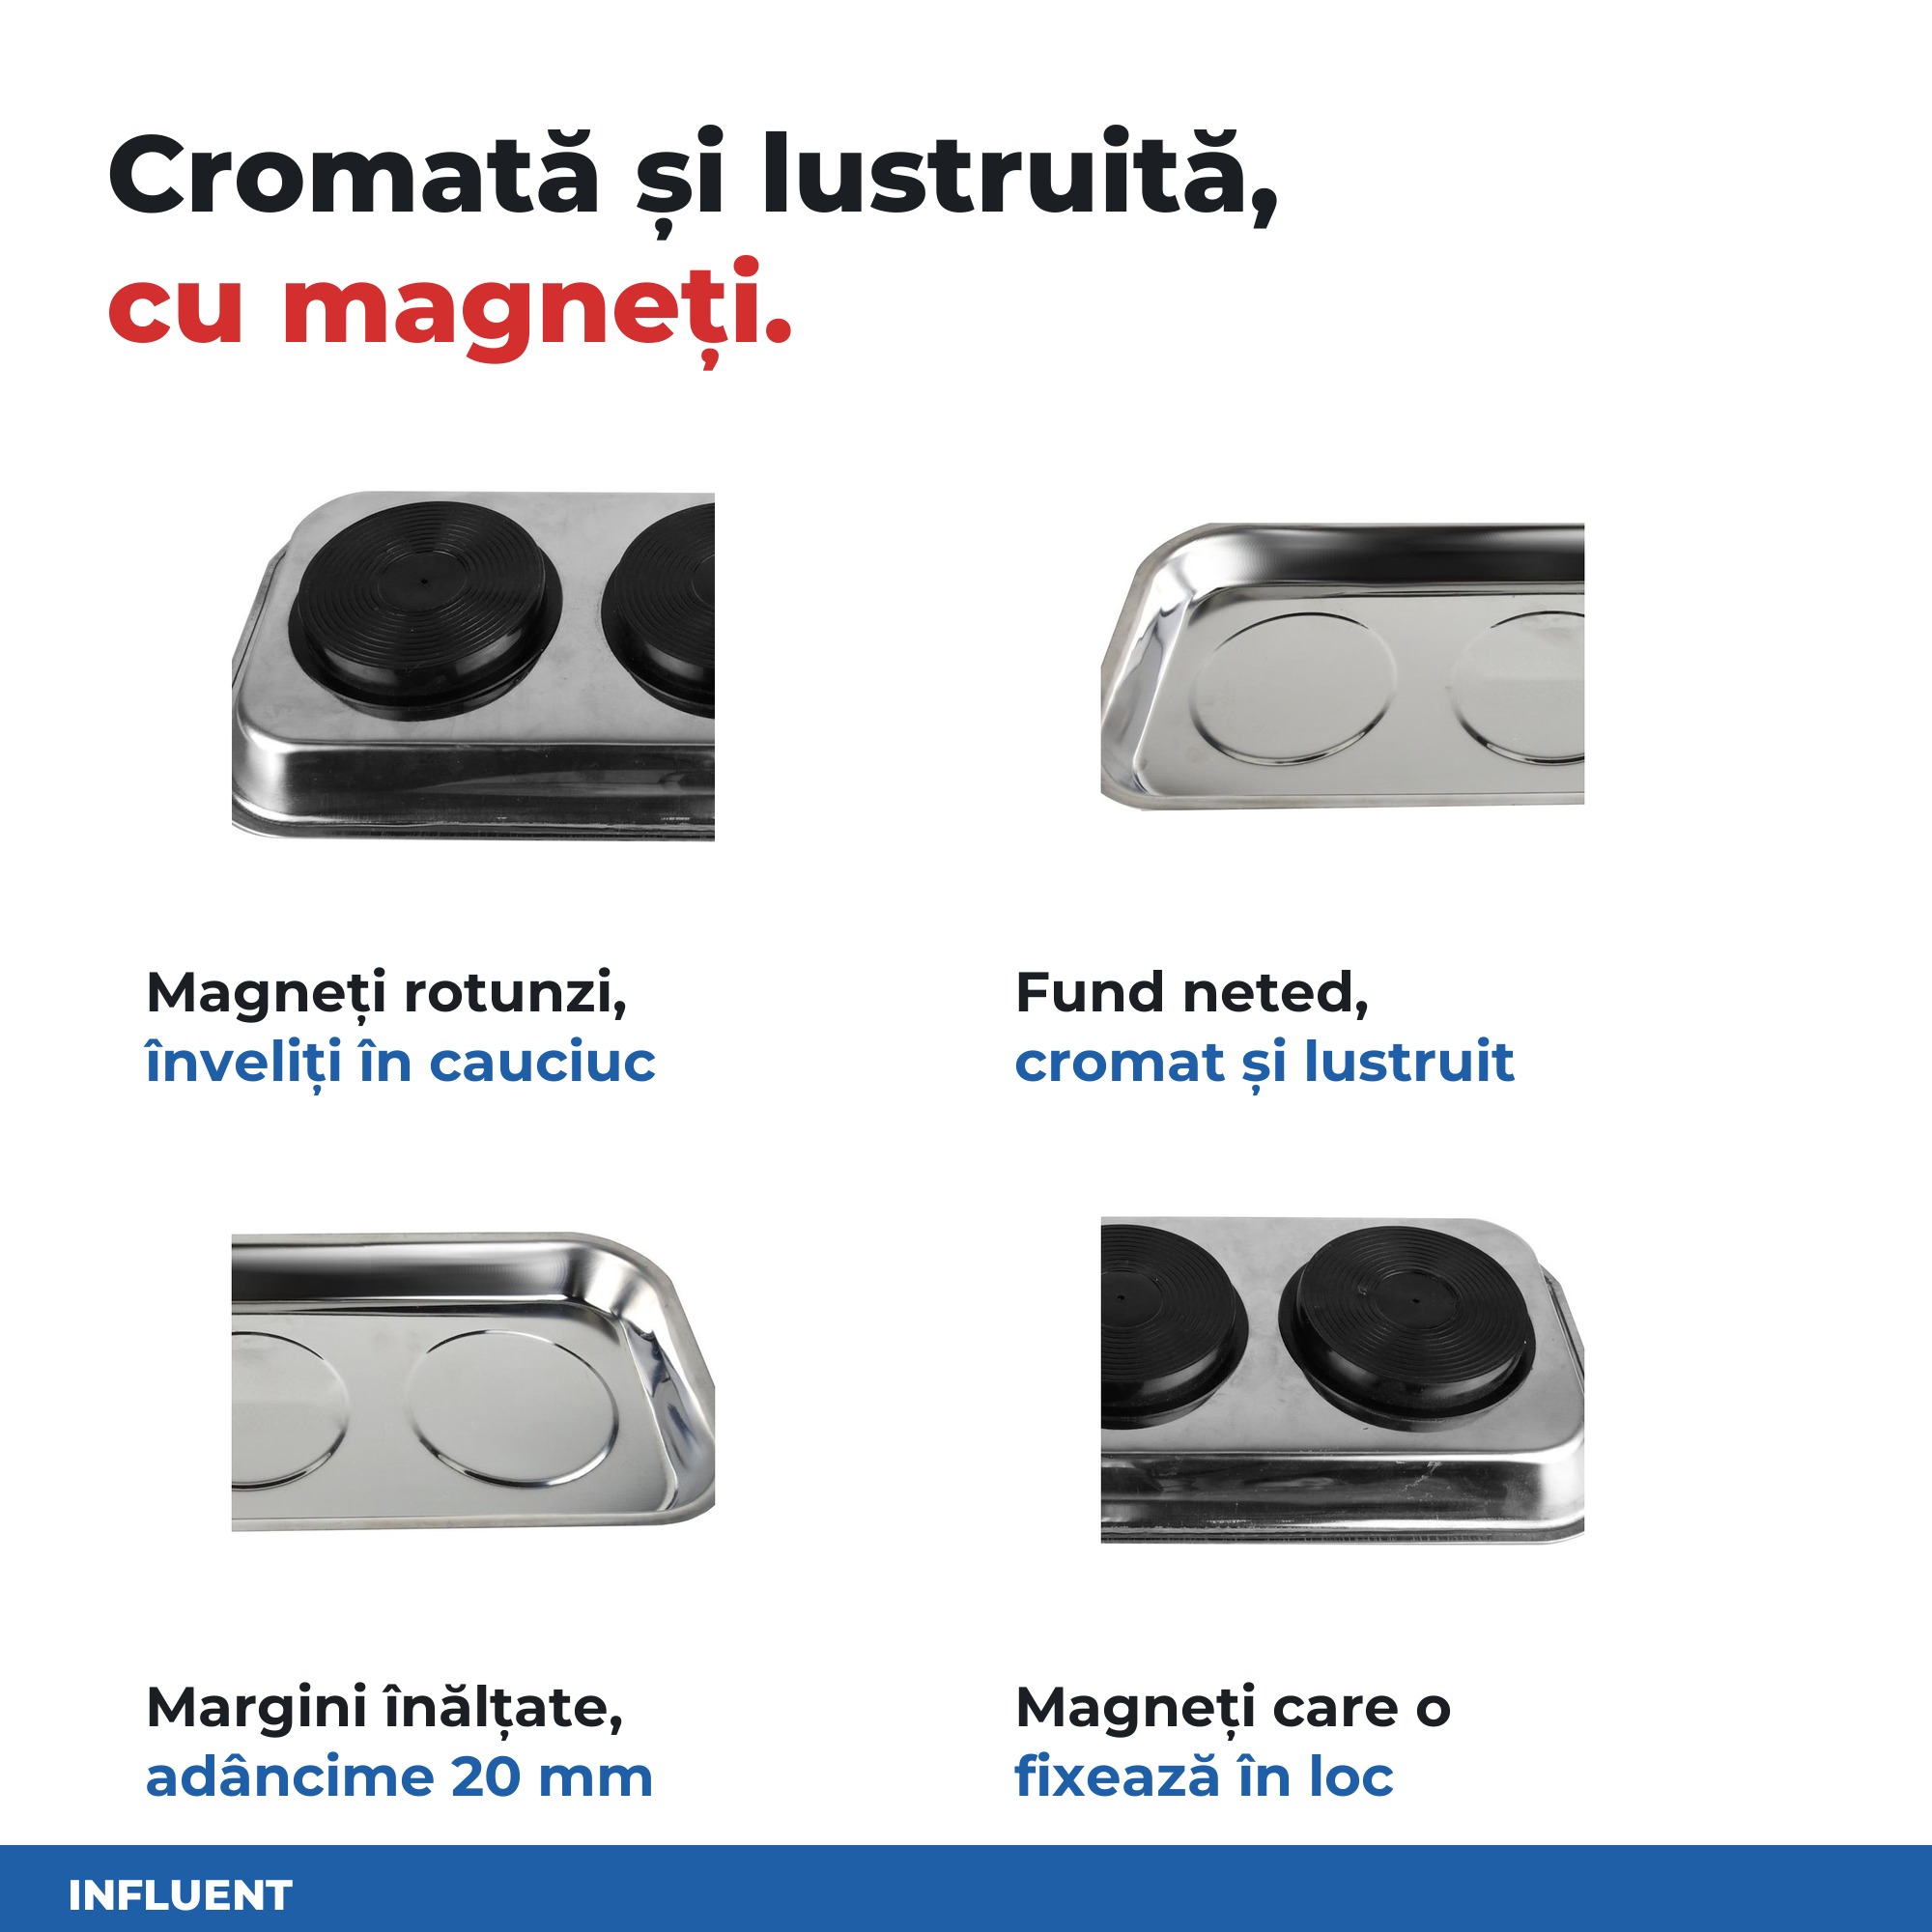 Cromată și lustruită,
cu magneți.
Magneți rotunzi,
înveliți în cauciuc
Fund neted,
cromat și lustruit
Margini înălțate,
adâncime 20 mm
Magneți care o
fixează în loc
INFLUENT